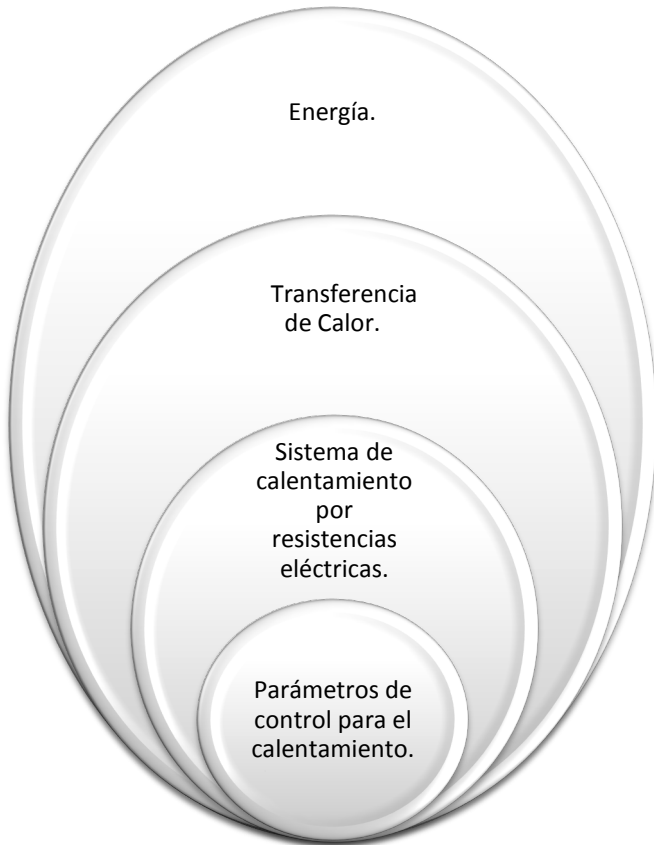 Energía.
Transferencia
de Calor.
Sistema de
calentamiento
por
resistencias
eléctricas.
Parámetros de
control para el
calentamiento.